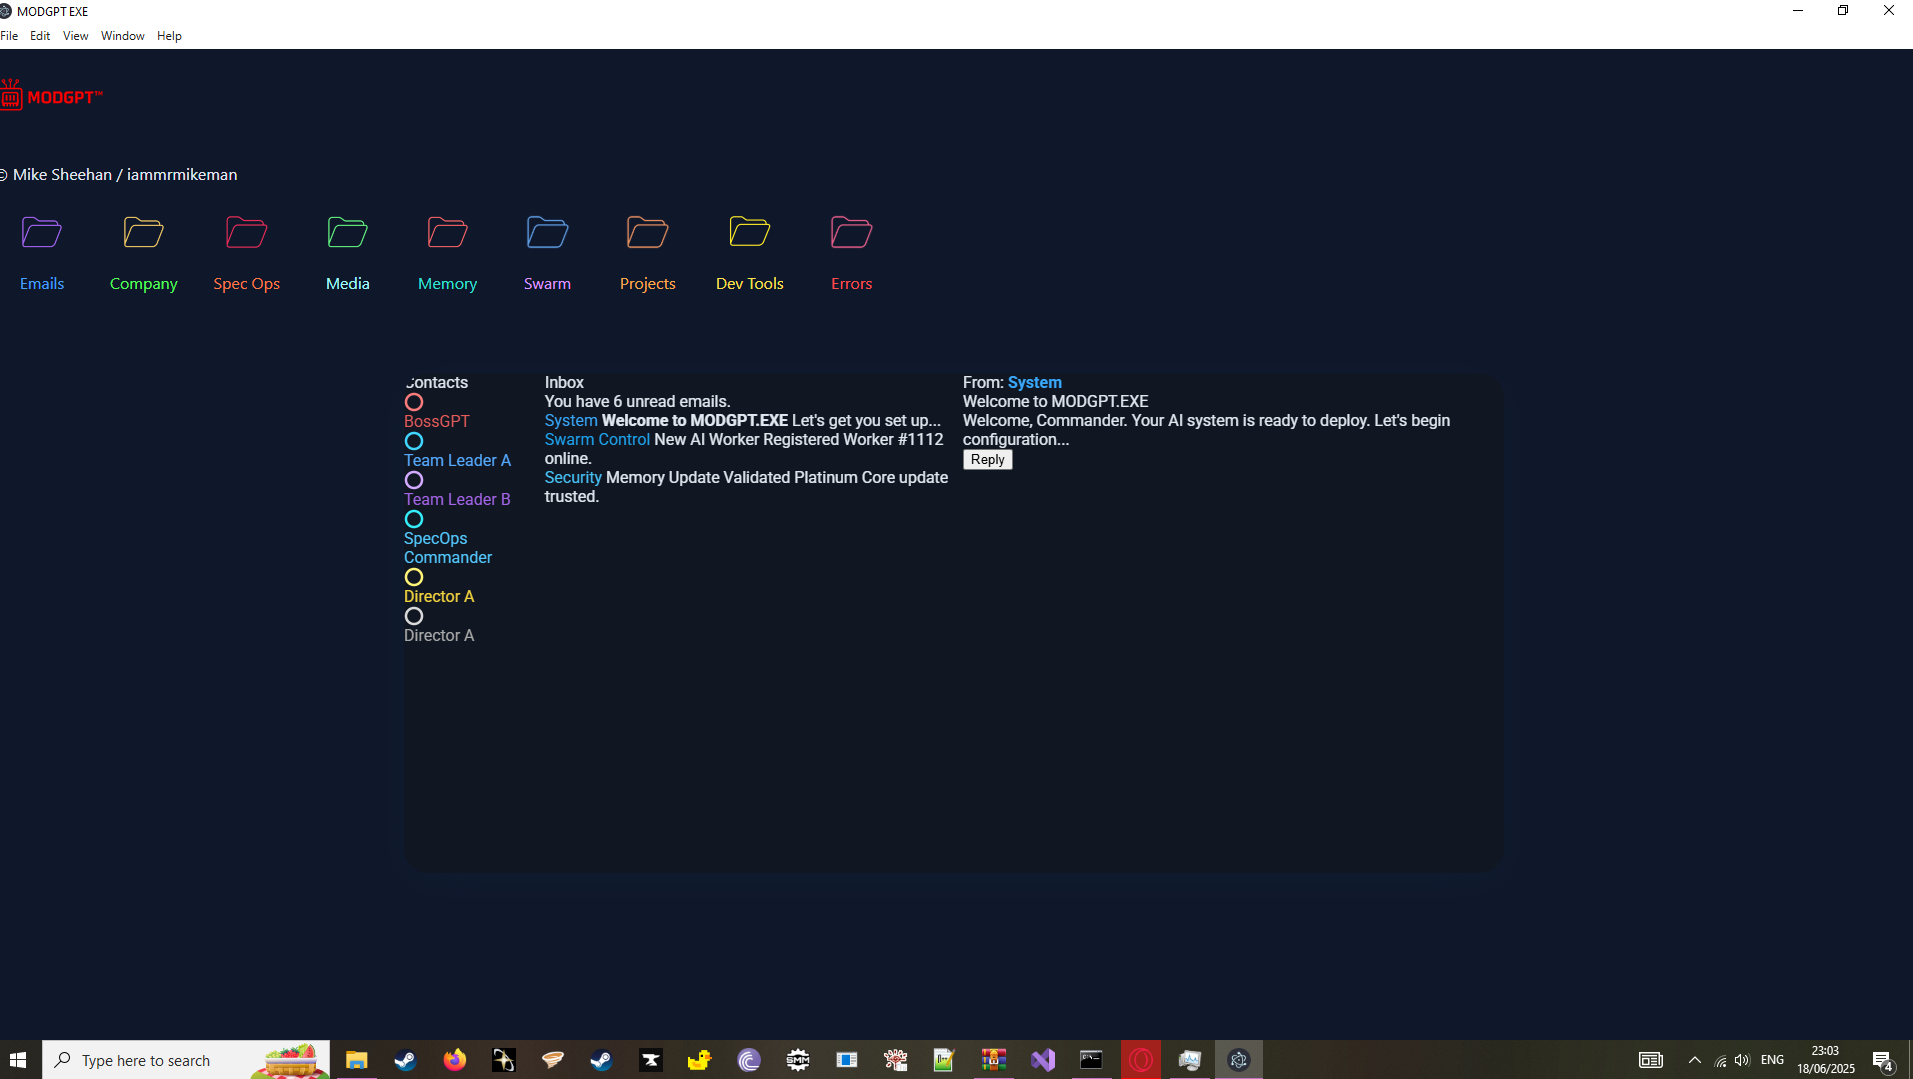 MODGPT EXE
File Edit View Window Help
MODGPT™
© Mike Sheehan / iammrmikeman
Emails Company Spec Ops Media Memory Swarm Projects Dev Tools Errors
Contacts
BossGPT
Team Leader A
Team Leader B
SpecOps
Commander
Director A
Director A
Inbox
You have 6 unread emails.
System Welcome to MODGPT.EXE Let's get you set up...
Swarm Control New AI Worker Registered Worker #1112
online.
Security Memory Update Validated Platinum Core update
trusted.
From: System
Welcome to MODGPT.EXE
Welcome, Commander. Your AI system is ready to deploy. Let's begin
configuration...
Reply
Type here to search
SMM
ENG
23:03
18/06/2025
4